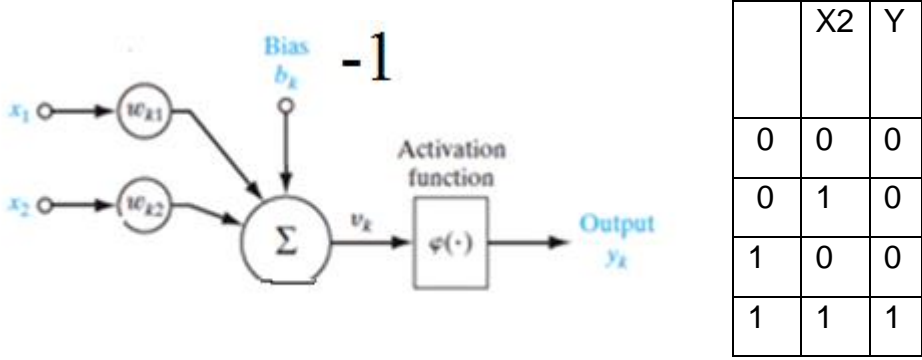 Bias
b_k -1
x_1 w_k1
Activation
function
x_2 w_k2
Σ v_k φ(·)
Output
y_k
X2 Y
0 0 0
0 1 0
1 0 0
1 1 1